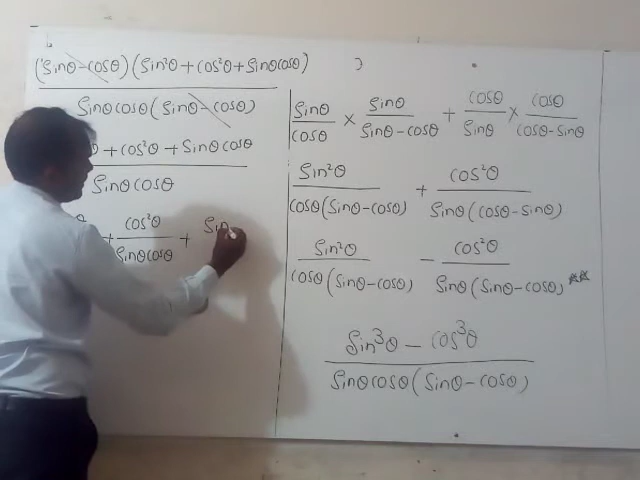 (Sinθ-cosθ)(Sin²θ+cos²θ+Sinθcosθ)
Sinθcosθ(Sinθ-cosθ)
θ + cos²θ + Sinθcosθ
Sinθcosθ
θ + cos²θ/Sinθcosθ + Sin
Sinθ/cosθ × Sinθ/Sinθ-cosθ + cosθ/Sinθ × cosθ/cosθ-Sinθ
Sin²θ/cosθ(Sinθ-cosθ) + cos²θ/Sinθ(cosθ-Sinθ)
Sin²θ/cosθ(Sinθ-cosθ) - cos²θ/Sinθ(Sinθ-cosθ) **
Sin³θ - cos³θ
Sinθcosθ(Sinθ-cosθ)